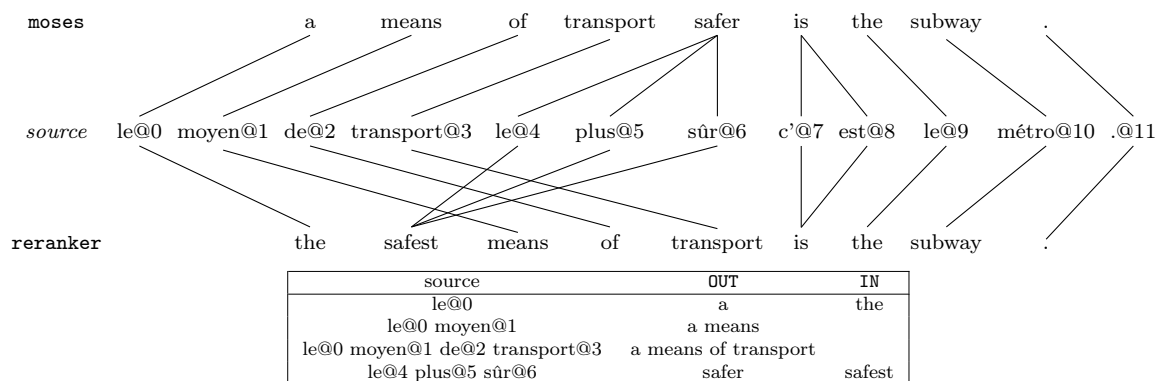 moses a means of transport safer is the subway .
source le@0 moyen@1 de@2 transport@3 le@4 plus@5 sûr@6 c'@7 est@8 le@9 métro@10 .@11
reranker the safest means of transport is the subway .
source OUT IN
le@0 a the
le@0 moyen@1 a means
le@0 moyen@1 de@2 transport@3 a means of transport
le@4 plus@5 sûr@6 safer safest